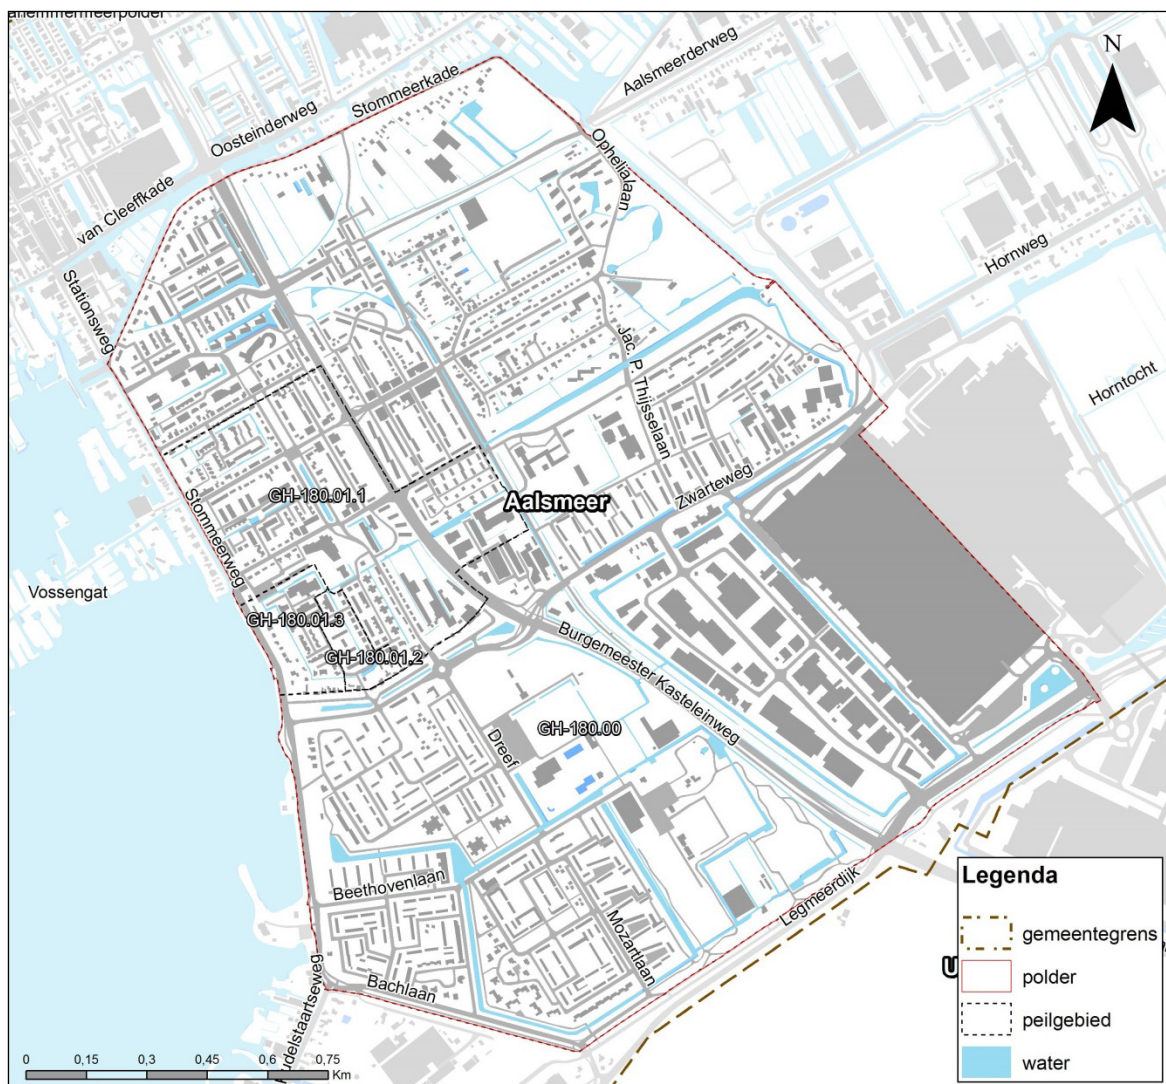 Stommeerkade
Aalsmeerderweg
N
Oosteinderweg
Ophelialaan
van Cleeffkade
Hornweg
Stationsweg
Jac. P. Thijsselaan
Horntocht
GH-180.01.1
Aalsmeer
Zwarteweg
Stommeerweg
Vossengat
GH-180.01.3
GH-180.01.2
Burgemeester Kasteleinweg
GH-180.00
Dreef
Beethovenlaan
Legmeerdijk
Mozartlaan
Bachlaan
Legenda
gemeentegrens
polder
peilgebied
water
0 0,15 0,3 0,45 0,6 0,75
Km